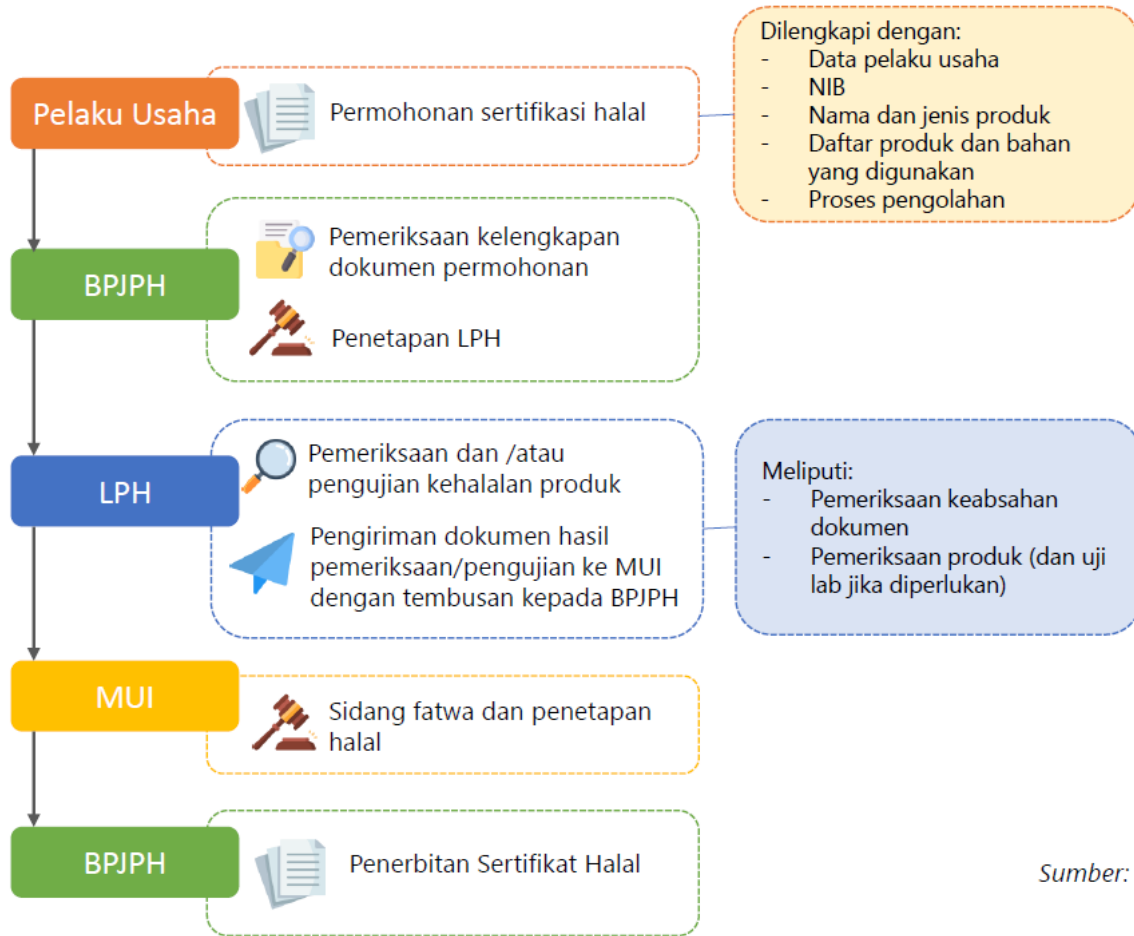 Pelaku Usaha
Permohonan sertifikasi halal
Dilengkapi dengan:
- Data pelaku usaha
- NIB
- Nama dan jenis produk
- Daftar produk dan bahan
yang digunakan
- Proses pengolahan
BPJPH
Pemeriksaan kelengkapan
dokumen permohonan
Penetapan LPH
LPH
Pemeriksaan dan /atau
pengujian kehalalan produk
Pengiriman dokumen hasil
pemeriksaan/pengujian ke MUI
dengan tembusan kepada BPJPH
Meliputi:
- Pemeriksaan keabsahan
dokumen
- Pemeriksaan produk (dan uji
lab jika diperlukan)
MUI
Sidang fatwa dan penetapan
halal
BPJPH
Penerbitan Sertifikat Halal
Sumber: